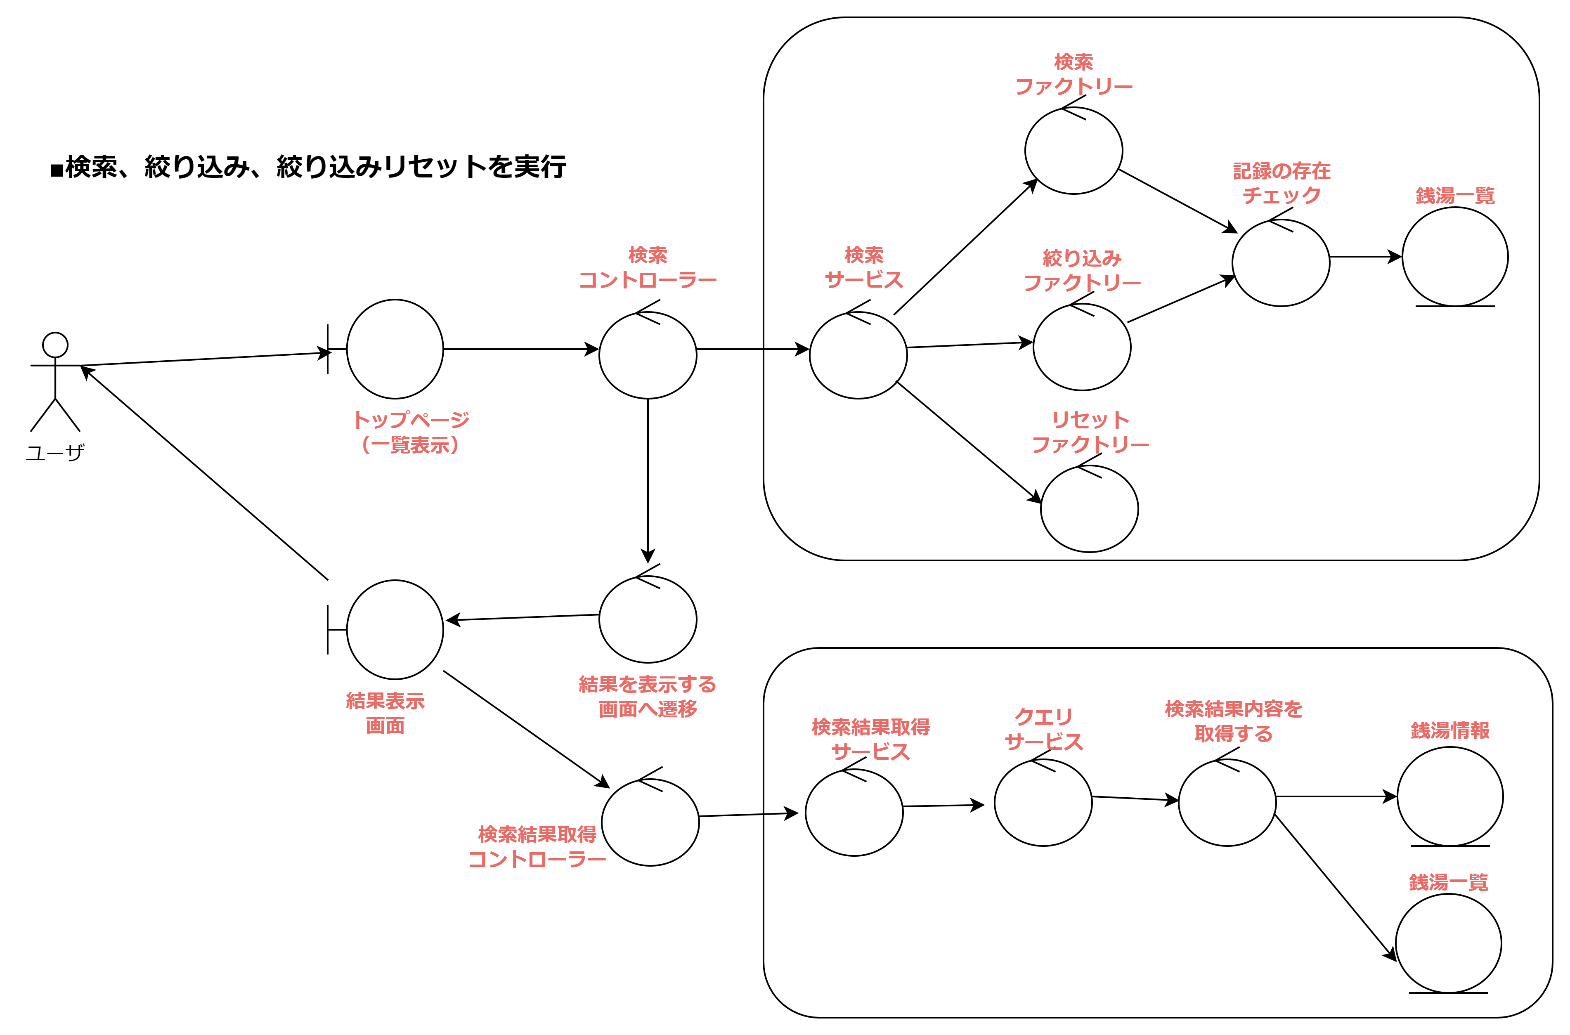 ■検索、絞り込み、絞り込みリセットを実行
検索
ファクトリー
記録の存在
チェック
銭湯一覧
検索
コントローラー
検索
サービス
絞り込み
ファクトリー
トップページ
（一覧表示）
リセット
ファクトリー
ユーザ
結果表示
画面
結果を表示する
画面へ遷移
検索結果取得
コントローラー
検索結果取得
サービス
クエリ
サービス
検索結果内容を
取得する
銭湯情報
銭湯一覧